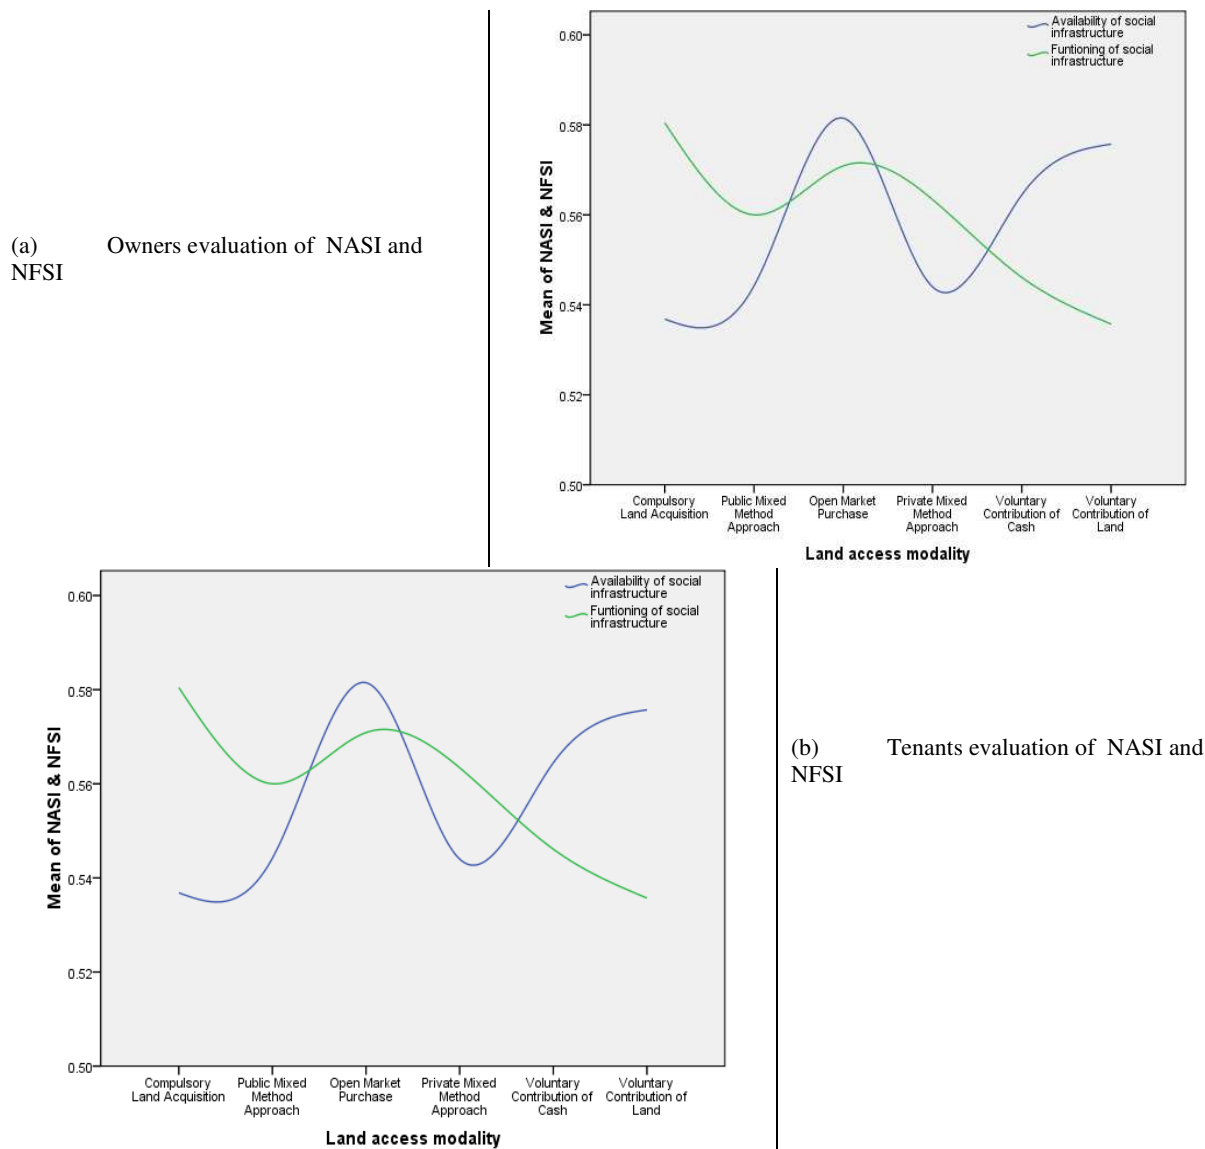 (a) Owners evaluation of NASI and
NFSI
Availability of social
infrastructure
Funtioning of social
infrastructure
Mean of NASI & NFSI
0.60
0.58
0.56
0.54
0.52
0.50
Compulsory
Land Acquisition
Public Mixed
Method
Approach
Open Market
Purchase
Private Mixed
Method
Approach
Voluntary
Contribution of
Cash
Voluntary
Contribution of
Land
Land access modality
Availability of social
infrastructure
Funtioning of social
infrastructure
Mean of NASI & NFSI
0.60
0.58
0.56
0.54
0.52
0.50
Compulsory
Land Acquisition
Public Mixed
Method
Approach
Open Market
Purchase
Private Mixed
Method
Approach
Voluntary
Contribution of
Cash
Voluntary
Contribution of
Land
Land access modality
(b) Tenants evaluation of NASI and
NFSI